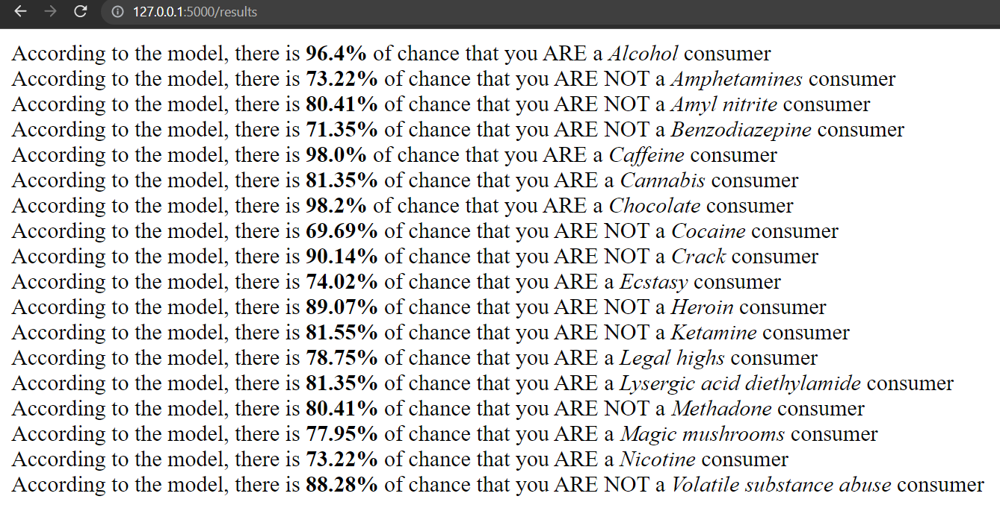 127.0.0.1:5000/results
According to the model, there is 96.4% of chance that you ARE a Alcohol consumer
According to the model, there is 73.22% of chance that you ARE NOT a Amphetamines consumer
According to the model, there is 80.41% of chance that you ARE NOT a Amyl nitrite consumer
According to the model, there is 71.35% of chance that you ARE NOT a Benzodiazepine consumer
According to the model, there is 98.0% of chance that you ARE a Caffeine consumer
According to the model, there is 81.35% of chance that you ARE a Cannabis consumer
According to the model, there is 98.2% of chance that you ARE a Chocolate consumer
According to the model, there is 69.69% of chance that you ARE NOT a Cocaine consumer
According to the model, there is 90.14% of chance that you ARE NOT a Crack consumer
According to the model, there is 74.02% of chance that you ARE a Ecstasy consumer
According to the model, there is 89.07% of chance that you ARE NOT a Heroin consumer
According to the model, there is 81.55% of chance that you ARE NOT a Ketamine consumer
According to the model, there is 78.75% of chance that you ARE a Legal highs consumer
According to the model, there is 81.35% of chance that you ARE a Lysergic acid diethylamide consumer
According to the model, there is 80.41% of chance that you ARE NOT a Methadone consumer
According to the model, there is 77.95% of chance that you ARE a Magic mushrooms consumer
According to the model, there is 73.22% of chance that you ARE a Nicotine consumer
According to the model, there is 88.28% of chance that you ARE NOT a Volatile substance abuse consumer